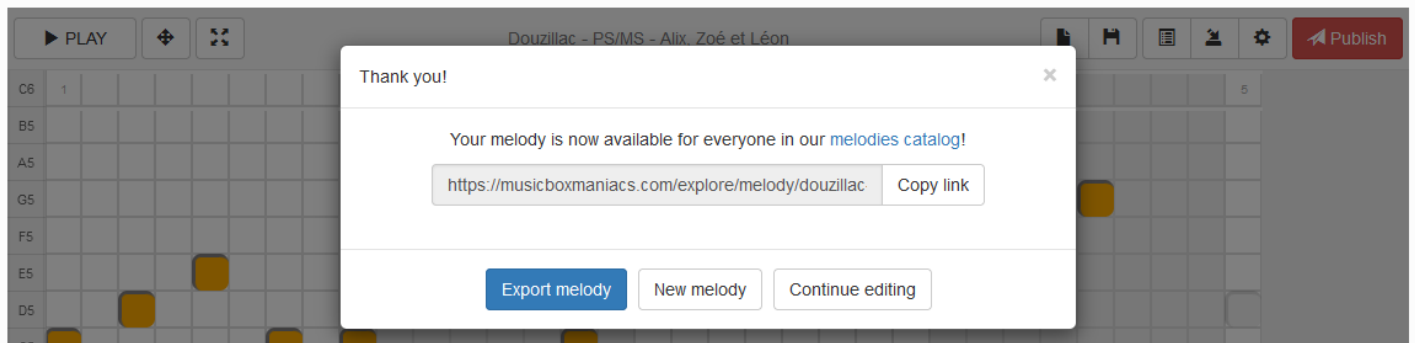 PLAY
Douzillac - PS/MS - Alix, Zoé et Léon
Publish
Thank you!
×
C6 1 5
B5
Your melody is now available for everyone in our melodies catalog!
A5
https://musicboxmaniacs.com/explore/melody/douzillac Copy link
G5
F5
E5
Export melody New melody Continue editing
D5